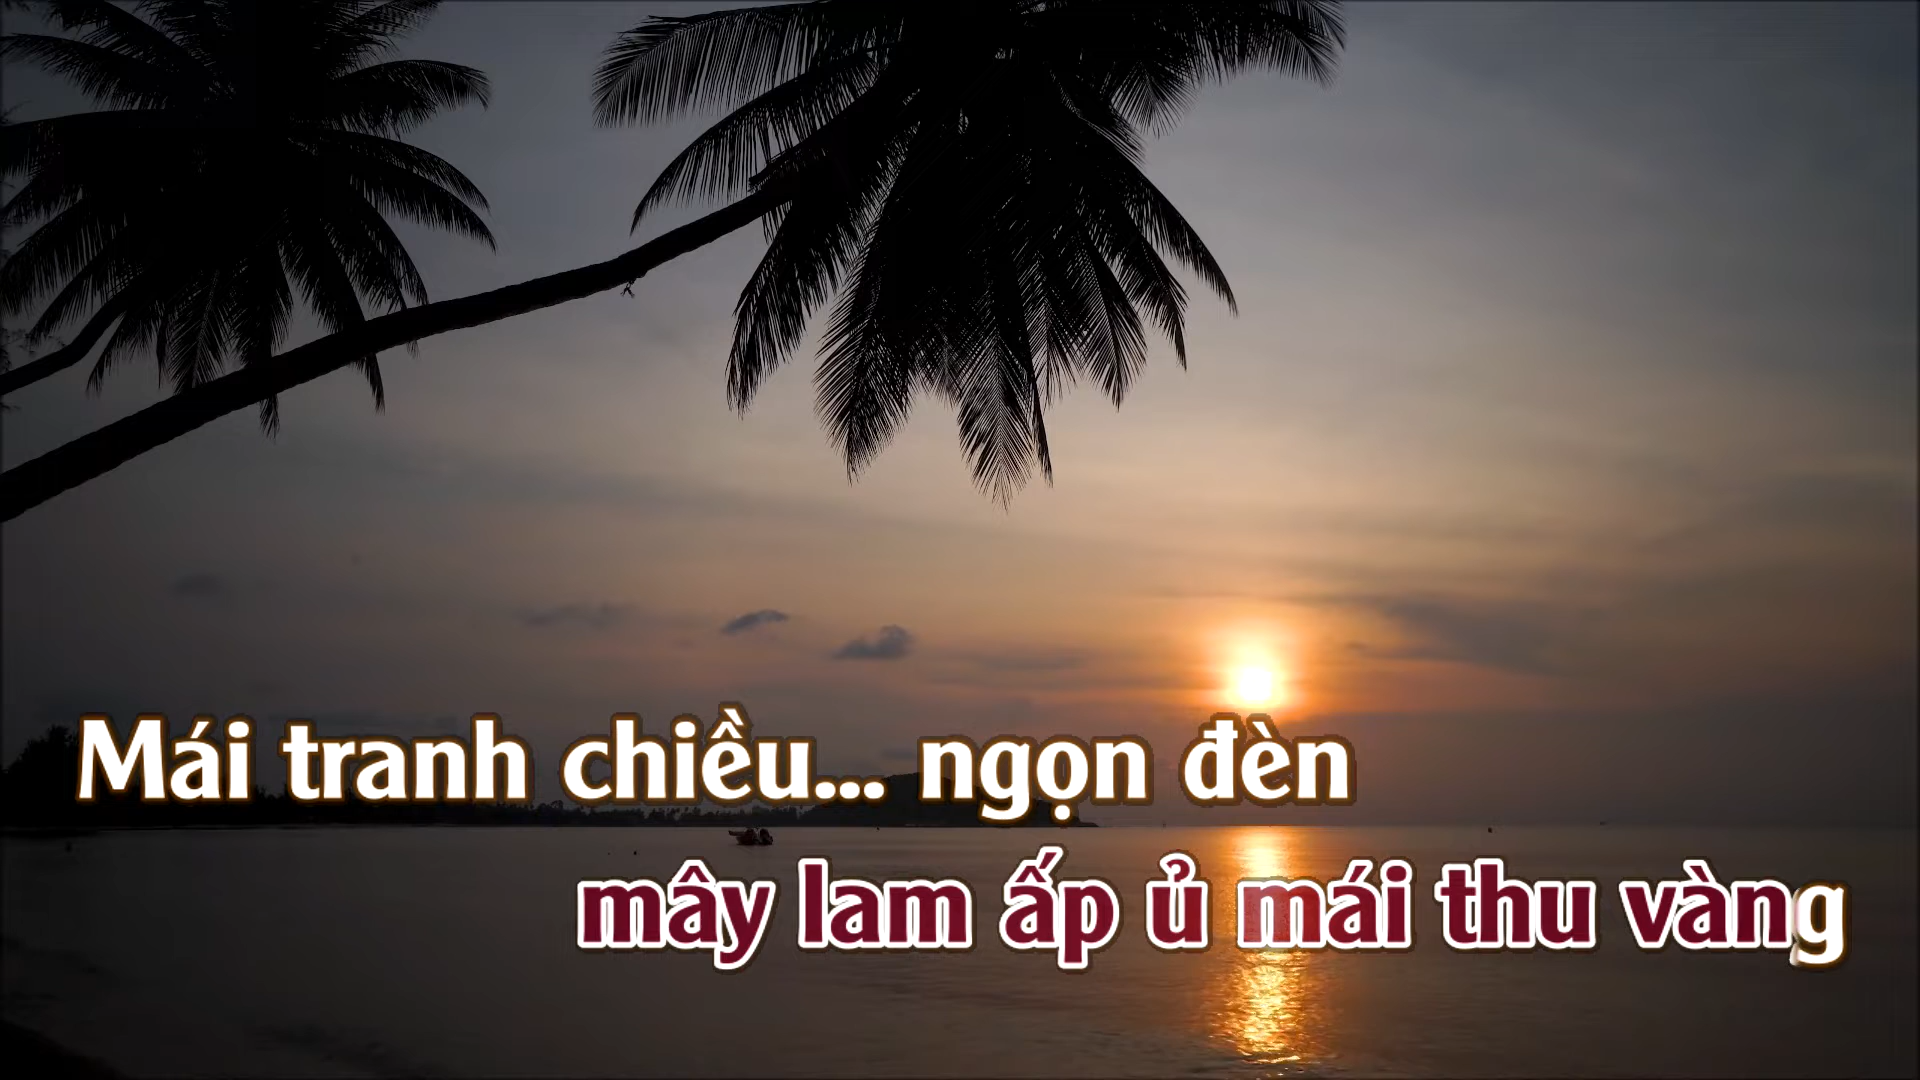 Mái tranh chiều... ngọn đèn
mây lam ấp ủ mái thu vàng